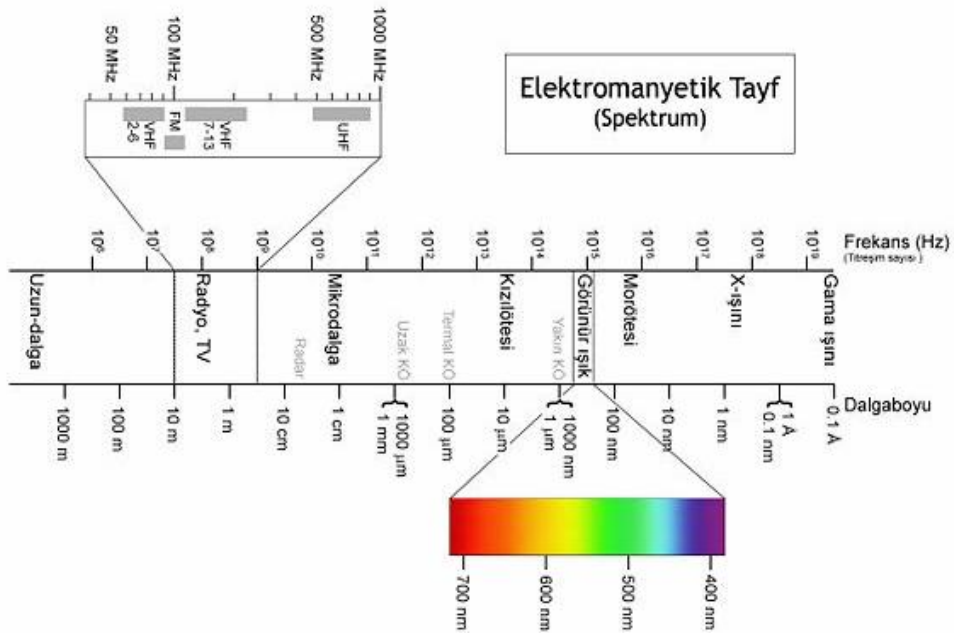 Elektromanyetik Tayf
(Spektrum)
50 MHz
100 MHz
500 MHz
1000 MHz
VHF
2-6
FM
VHF
7-13
UHF
10⁶
10⁷
10⁸
10⁹
10¹⁰
10¹¹
10¹²
10¹³
10¹⁴
10¹⁵
10¹⁶
10¹⁷
10¹⁸
10¹⁹
Frekans (Hz)
(Titreşim sayısı )
Uzun-dalga
Radyo, TV
Radar
Mikrodalga
Uzak KÖ
Termal KÖ
Kızılötesi
Yakın KÖ
Görünür ışık
Morötesi
X-ışını
Gama ışını
1000 m
100 m
10 m
1 m
10 cm
1 cm
1000 µm
1 mm
100 µm
10 µm
1000 nm
1 µm
100 nm
10 nm
1 nm
1 Å
0.1 nm
0.1 Å
Dalgaboyu
700 nm
600 nm
500 nm
400 nm